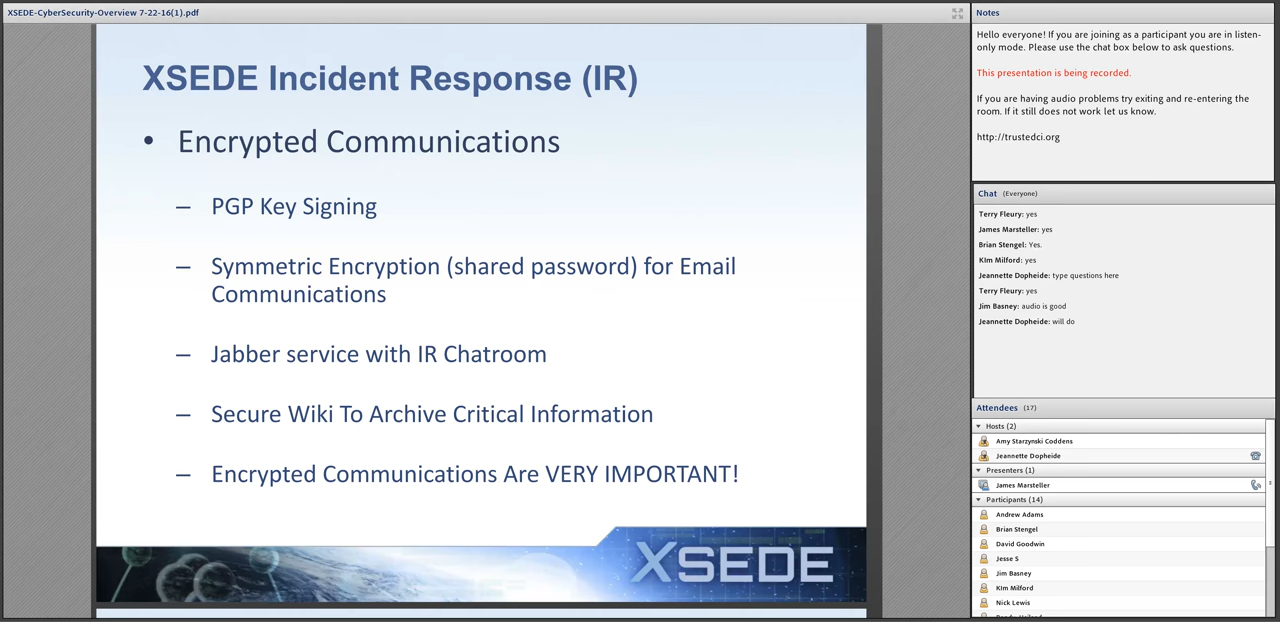 XSEDE-CyberSecurity-Overview 7-22-16(1).pdf
XSEDE Incident Response (IR)
• Encrypted Communications
– PGP Key Signing
– Symmetric Encryption (shared password) for Email
Communications
– Jabber service with IR Chatroom
– Secure Wiki To Archive Critical Information
– Encrypted Communications Are VERY IMPORTANT!
XSEDE
Notes
Hello everyone! If you are joining as a participant you are in listen-
only mode. Please use the chat box below to ask questions.
This presentation is being recorded.
If you are having audio problems try exiting and re-entering the
room. If it still does not work let us know.
http://trustedci.org
Chat (Everyone)
Terry Fleury: yes
James Marsteller: yes
Brian Stengel: Yes.
KIm Milford: yes
Jeannette Dopheide: type questions here
Terry Fleury: yes
Jim Basney: audio is good
Jeannette Dopheide: will do
Attendees (17)
Hosts (2)
Amy Starzynski Coddens
Jeannette Dopheide
Presenters (1)
James Marsteller
Participants (14)
Andrew Adams
Brian Stengel
David Goodwin
Jesse S
Jim Basney
KIm Milford
Nick Lewis